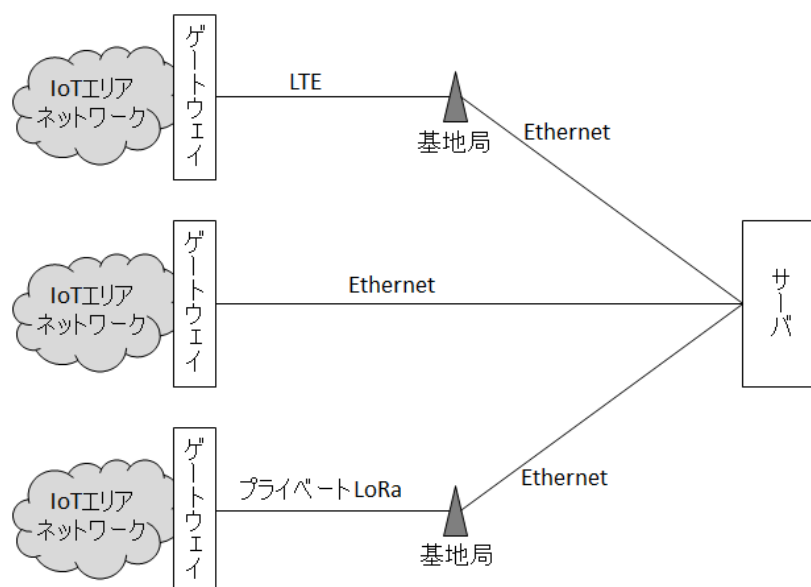 IoTエリア
ネットワーク
ゲートウェイ
LTE
基地局
Ethernet
IoTエリア
ネットワーク
ゲートウェイ
Ethernet
サーバ
IoTエリア
ネットワーク
ゲートウェイ
プライベートLoRa
基地局
Ethernet